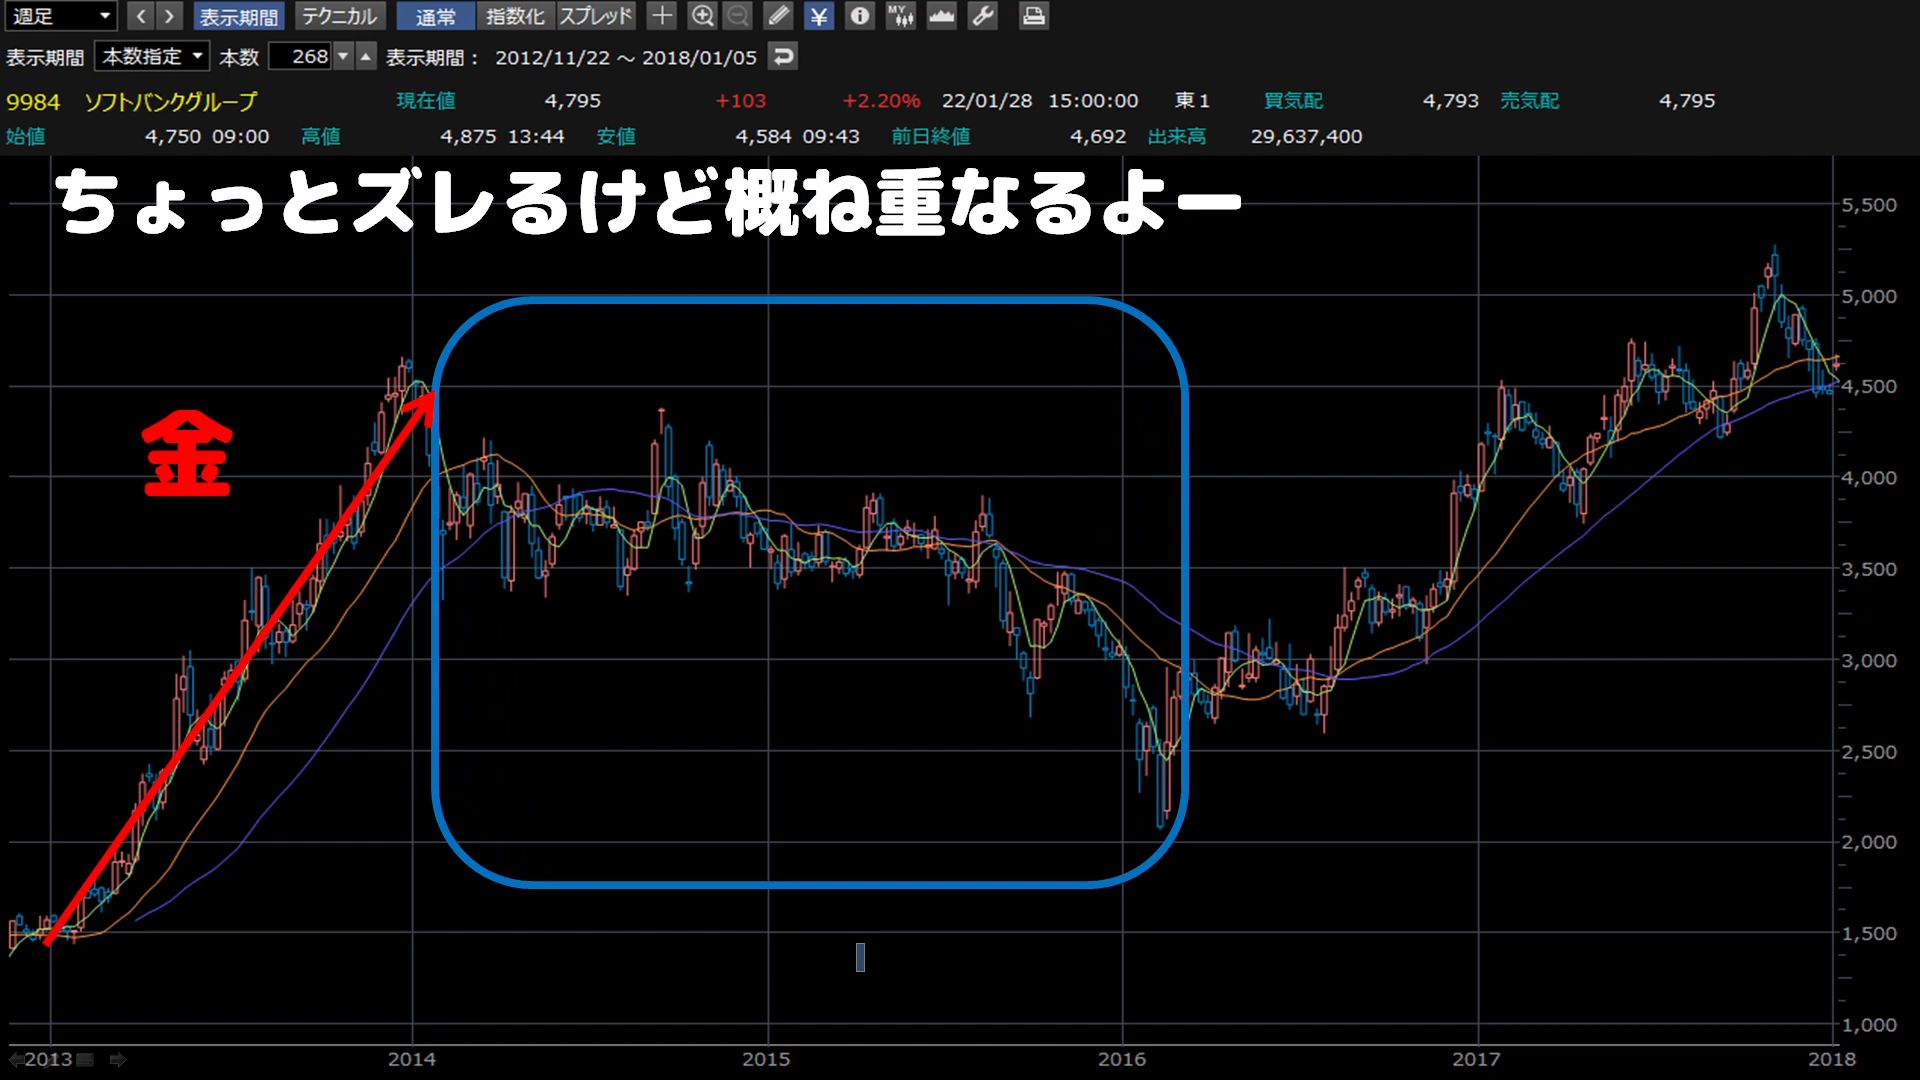 週足 表示期間 テクニカル 通常 指数化 スプレッド ¥ MY
表示期間 本数指定 本数 268 表示期間： 2012/11/22 ～ 2018/01/05
9984 ソフトバンクグループ 現在値 4,795 +103 +2.20% 22/01/28 15:00:00 東1 買気配 4,793 売気配 4,795
始値 4,750 09:00 高値 4,875 13:44 安値 4,584 09:43 前日終値 4,692 出来高 29,637,400
ちょっとズレるけど概ね重なるよー
5,500
5,000
金
4,500
4,000
3,500
3,000
2,500
2,000
1,500
1,000
2013 2014 2015 2016 2017 2018